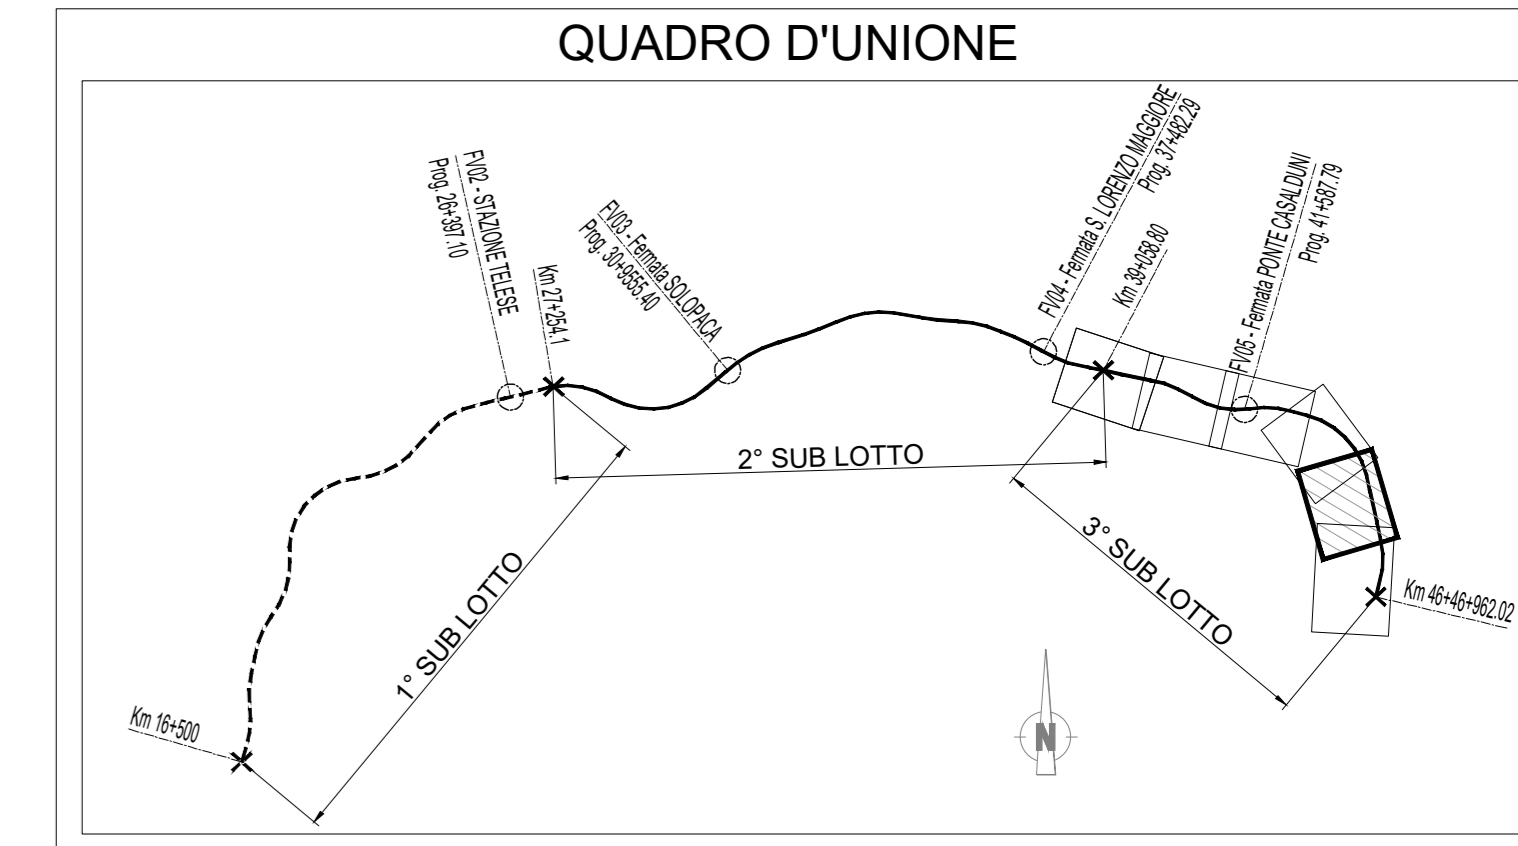 QUADRO D'UNIONE
FV02 - STAZIONE TELESE
Prog. 26+397.10
Km 27+254.1
FV03 - Fermata SOLOPACA
Prog. 30+9555.40
FV04 - Fermata S. LORENZO MAGGIORE
Prog. 37+482.29
Km 39+058.80
FV05 - Fermata PONTE CASALDUNI
Prog. 41+587.79
2° SUB LOTTO
1° SUB LOTTO
3° SUB LOTTO
Km 46+46+962.02
Km 16+500
N